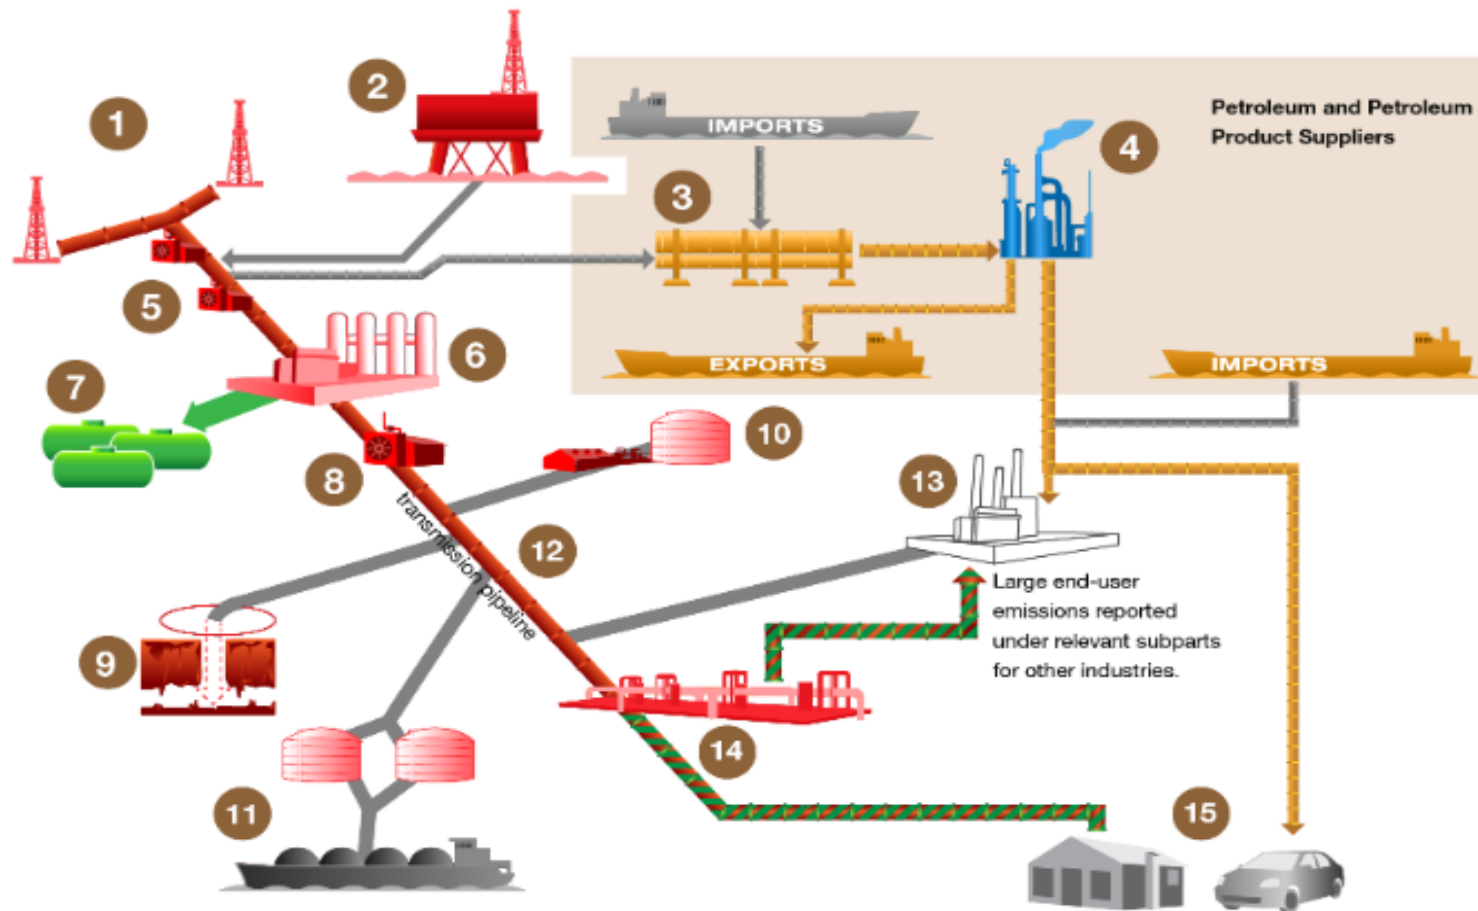 1
2
IMPORTS
Petroleum and Petroleum
Product Suppliers
3
4
5
6
EXPORTS
IMPORTS
7
8
10
13
transmission pipeline
12
Large end-user
emissions reported
under relevant subparts
for other industries.
9
14
11
15